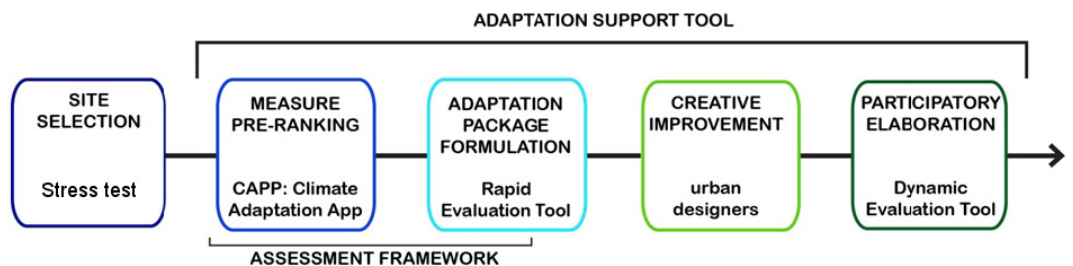 ADAPTATION SUPPORT TOOL
SITE
SELECTION
Stress test
MEASURE
PRE-RANKING
CAPP: Climate
Adaptation App
ADAPTATION
PACKAGE
FORMULATION
Rapid
Evaluation Tool
CREATIVE
IMPROVEMENT
urban
designers
PARTICIPATORY
ELABORATION
Dynamic
Evaluation Tool
ASSESSMENT FRAMEWORK